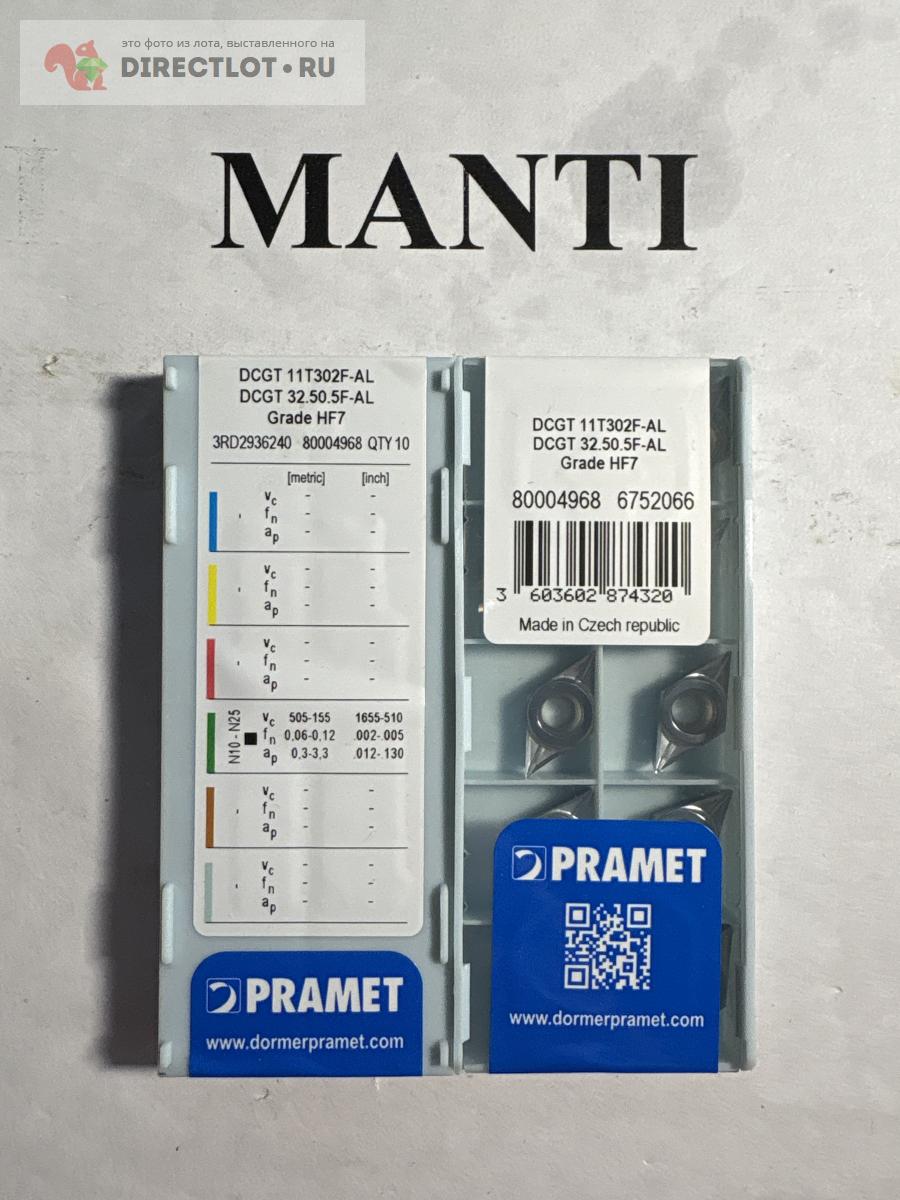 это фото из лота, выставленного на
DIRECTLOT.RU
MANTI
DCGT 11T302F-AL
DCGT 32.50.5F-AL
Grade HF7
3RD2936240 80004968 QTY 10
[metric] [inch]
vc - -
- fn - -
ap - -
vc - -
- fn - -
ap - -
vc - -
- fn - -
ap - -
N10 - N25
vc 505-155 1655-510
fn 0,06-0,12 .002-.005
ap 0,3-3,3 .012-.130
vc - -
- fn - -
ap - -
vc - -
- fn - -
ap - -
PRAMET
www.dormerpramet.com
DCGT 11T302F-AL
DCGT 32.50.5F-AL
Grade HF7
80004968 6752066
3 603602 874320
Made in Czech republic
PRAMET
www.dormerpramet.com